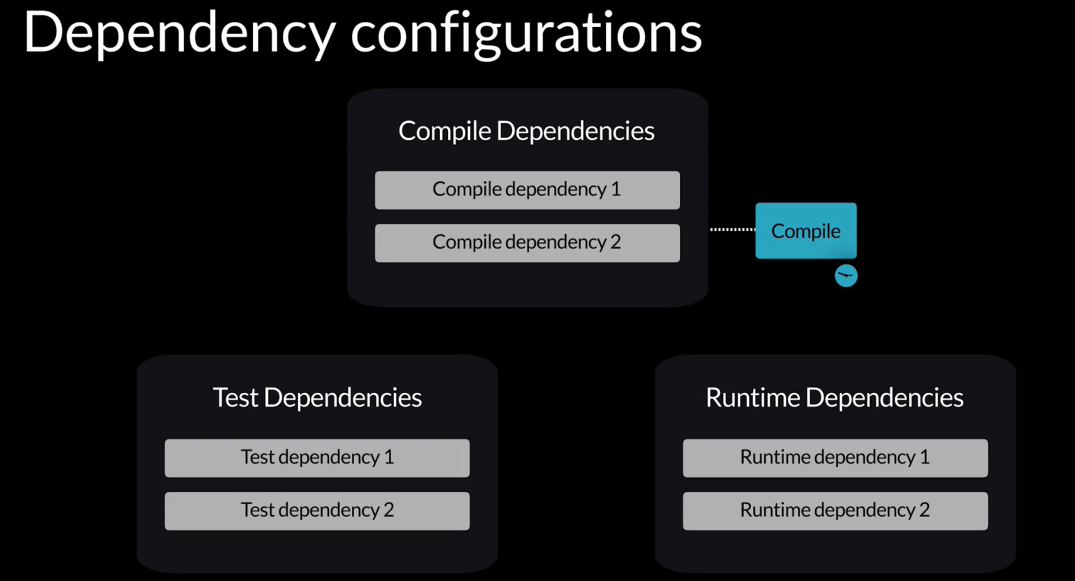 Dependency configurations
Compile Dependencies
Compile dependency 1
Compile dependency 2
Compile
Test Dependencies
Test dependency 1
Test dependency 2
Runtime Dependencies
Runtime dependency 1
Runtime dependency 2